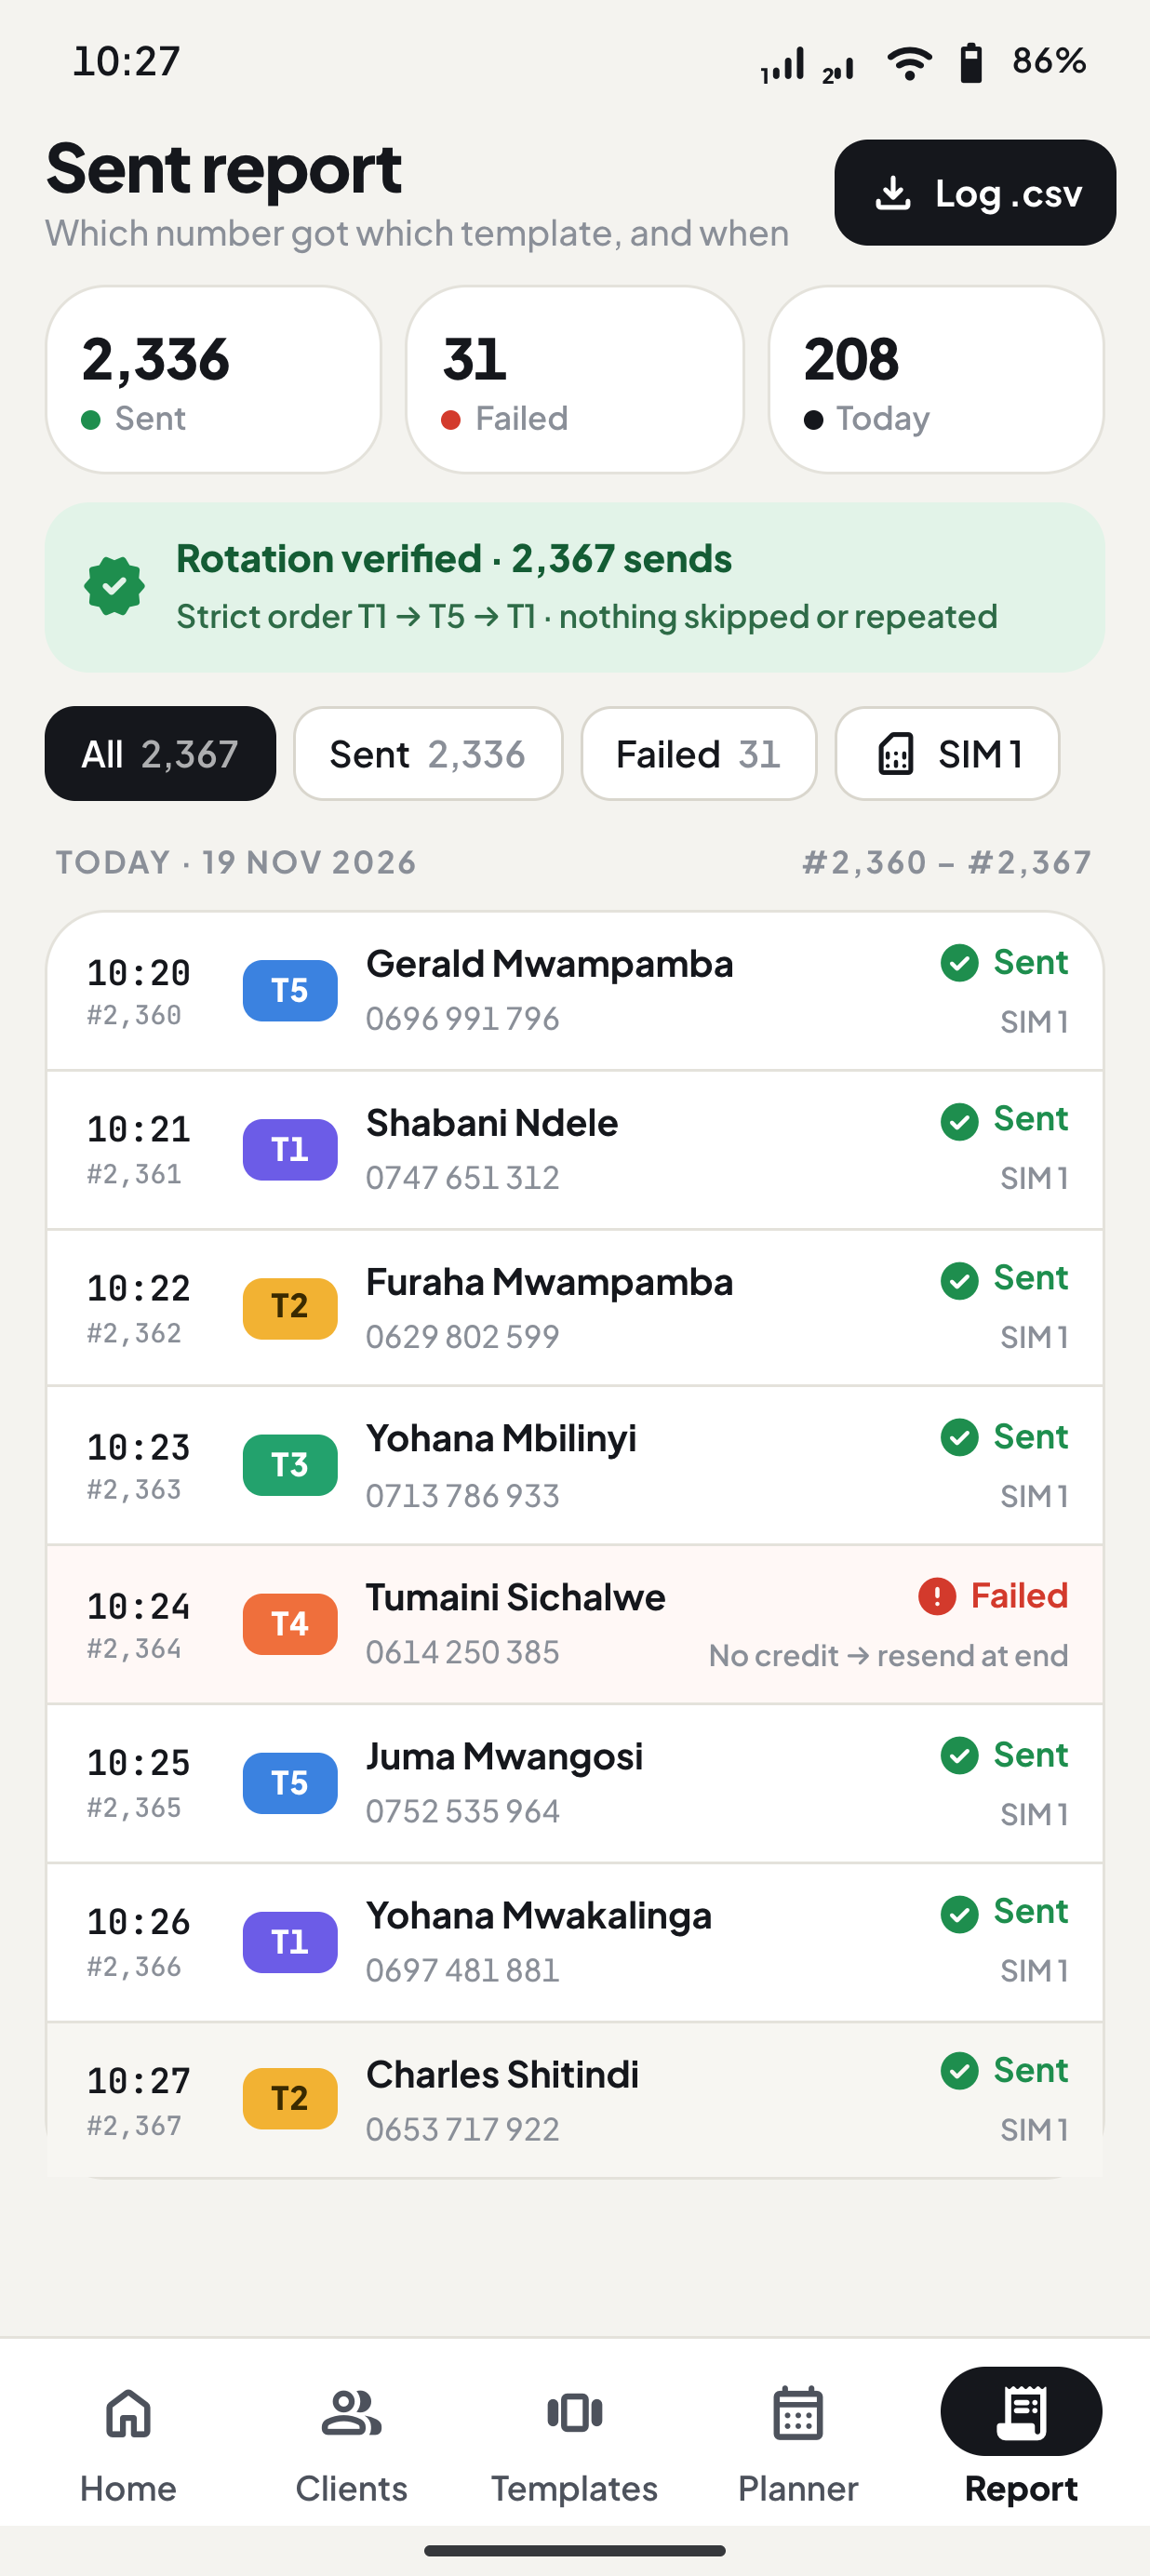 10:27
1 2 86%
Sent report
Which number got which template, and when
Log .csv
2,336
Sent
31
Failed
208
Today
Rotation verified · 2,367 sends
Strict order T1 → T5 → T1 · nothing skipped or repeated
All 2,367
Sent 2,336
Failed 31
SIM 1
TODAY · 19 NOV 2026
#2,360 – #2,367
10:20
#2,360
T5
Gerald Mwampamba
0696 991 796
Sent
SIM 1
10:21
#2,361
T1
Shabani Ndele
0747 651 312
Sent
SIM 1
10:22
#2,362
T2
Furaha Mwampamba
0629 802 599
Sent
SIM 1
10:23
#2,363
T3
Yohana Mbilinyi
0713 786 933
Sent
SIM 1
10:24
#2,364
T4
Tumaini Sichalwe
0614 250 385
Failed
No credit → resend at end
10:25
#2,365
T5
Juma Mwangosi
0752 535 964
Sent
SIM 1
10:26
#2,366
T1
Yohana Mwakalinga
0697 481 881
Sent
SIM 1
10:27
#2,367
T2
Charles Shitindi
0653 717 922
Sent
SIM 1
Home
Clients
Templates
Planner
Report